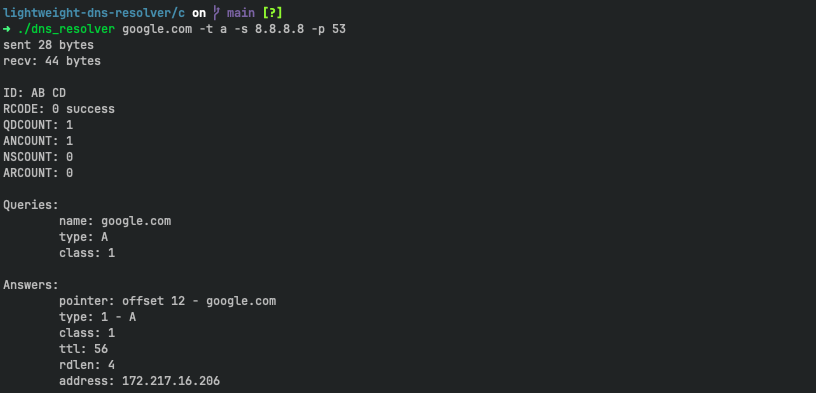 lightweight-dns-resolver/c on main [?]
→ ./dns_resolver google.com -t a -s 8.8.8.8 -p 53
sent 28 bytes
recv: 44 bytes
ID: AB CD
RCODE: 0 success
QDCOUNT: 1
ANCOUNT: 1
NSCOUNT: 0
ARCOUNT: 0
Queries:
name: google.com
type: A
class: 1
Answers:
pointer: offset 12 - google.com
type: 1 - A
class: 1
ttl: 56
rdlen: 4
address: 172.217.16.206